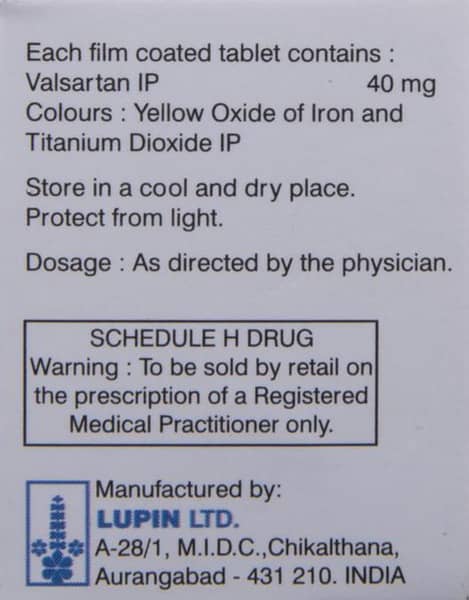 Each film coated tablet contains :
Valsartan IP 40 mg
Colours : Yellow Oxide of Iron and
Titanium Dioxide IP
Store in a cool and dry place.
Protect from light.
Dosage : As directed by the physician.
SCHEDULE H DRUG
Warning : To be sold by retail on
the prescription of a Registered
Medical Practitioner only.
Manufactured by:
LUPIN LTD.
A-28/1, M.I.D.C.,Chikalthana,
Aurangabad - 431 210. INDIA